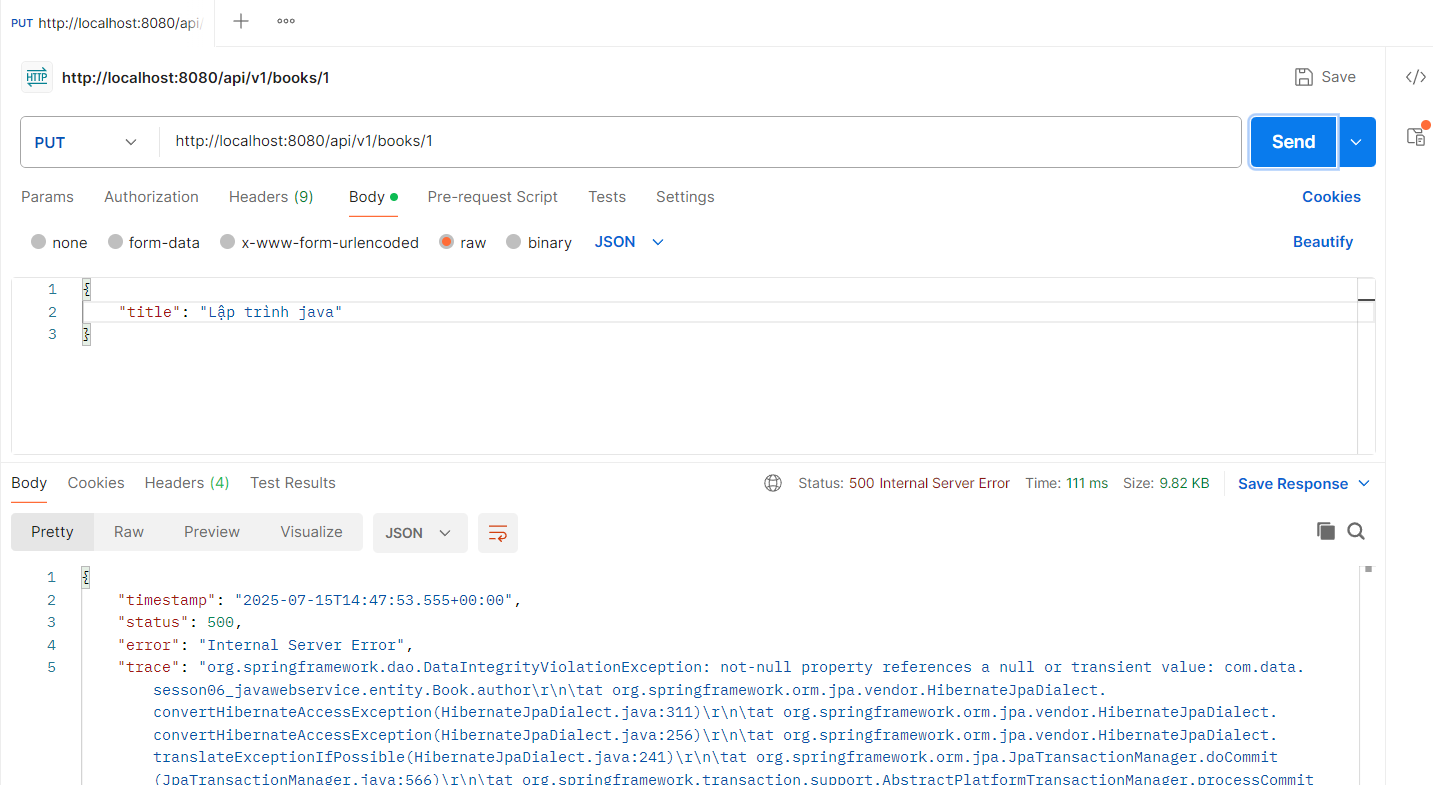 PUT http://localhost:8080/api/
http://localhost:8080/api/v1/books/1
Save
PUT
http://localhost:8080/api/v1/books/1
Send
Params Authorization Headers (9) Body Pre-request Script Tests Settings Cookies
none form-data x-www-form-urlencoded raw binary JSON Beautify
1 {
2 "title": "Lập trình java"
3 }
Body Cookies Headers (4) Test Results Status: 500 Internal Server Error Time: 111 ms Size: 9.82 KB Save Response
Pretty Raw Preview Visualize JSON
1 {
2 "timestamp": "2025-07-15T14:47:53.555+00:00",
3 "status": 500,
4 "error": "Internal Server Error",
5 "trace": "org.springframework.dao.DataIntegrityViolationException: not-null property references a null or transient value: com.data.
sesson06_javawebservice.entity.Book.author\r\n\tat org.springframework.orm.jpa.vendor.HibernateJpaDialect.
convertHibernateAccessException(HibernateJpaDialect.java:311)\r\n\tat org.springframework.orm.jpa.vendor.HibernateJpaDialect.
convertHibernateAccessException(HibernateJpaDialect.java:256)\r\n\tat org.springframework.orm.jpa.vendor.HibernateJpaDialect.
translateExceptionIfPossible(HibernateJpaDialect.java:241)\r\n\tat org.springframework.orm.jpa.JpaTransactionManager.doCommit
(JpaTransactionManager.java:566)\r\n\tat org.springframework.transaction.support.AbstractPlatformTransactionManager.processCommit